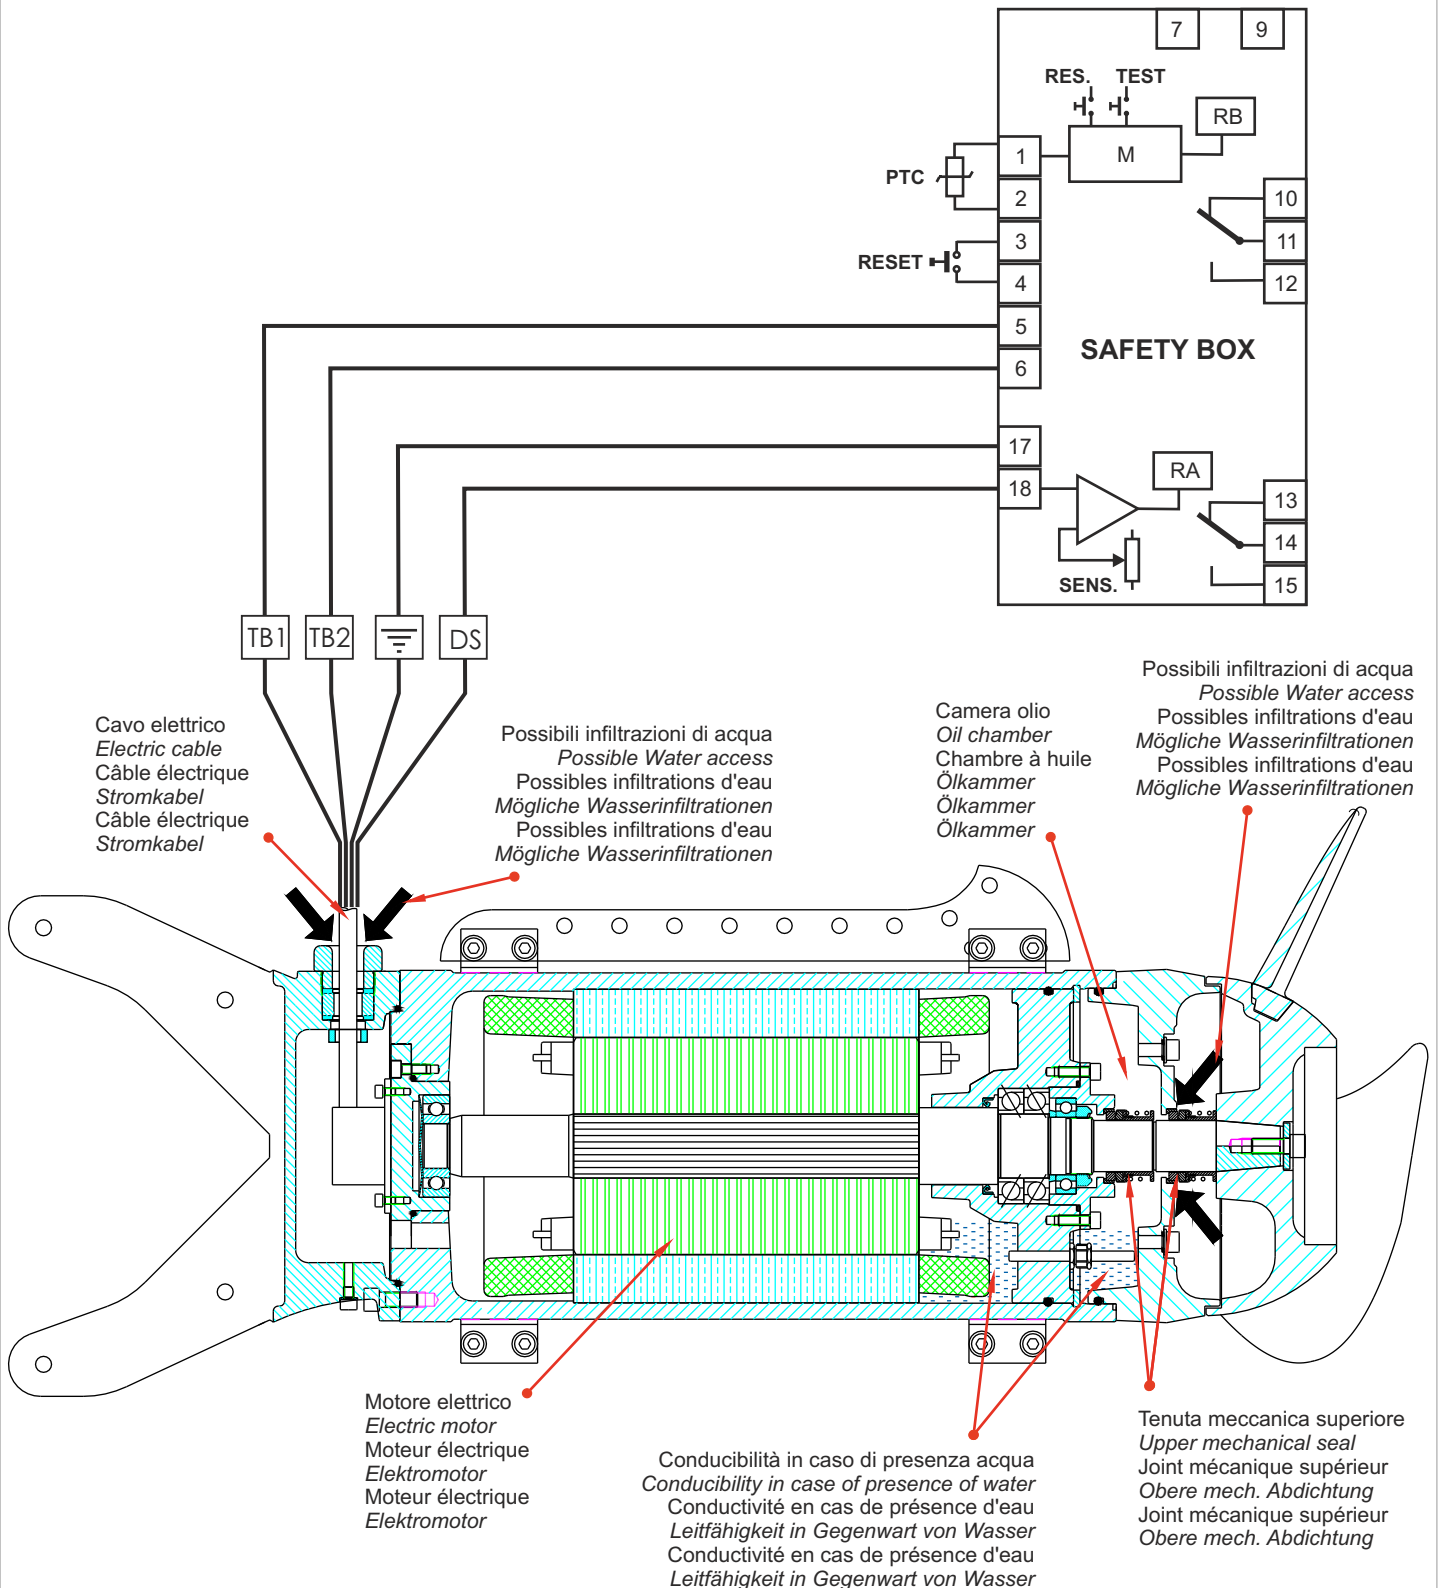 7
9
RES.
TEST
RB
M
PTC
1
2
RESET
3
4
5
6
10
11
12
SAFETY BOX
17
18
RA
SENS.
13
14
15
TB1
TB2
DS
Cavo elettrico
Electric cable
Câble électrique
Stromkabel
Câble électrique
Stromkabel
Possibili infiltrazioni di acqua
Possible Water access
Possibles infiltrations d'eau
Mögliche Wasserinfiltrationen
Possibles infiltrations d'eau
Mögliche Wasserinfiltrationen
Camera olio
Oil chamber
Chambre à huile
Ölkammer
Ölkammer
Ölkammer
Possibili infiltrazioni di acqua
Possible Water access
Possibles infiltrations d'eau
Mögliche Wasserinfiltrationen
Possibles infiltrations d'eau
Mögliche Wasserinfiltrationen
Motore elettrico
Electric motor
Moteur électrique
Elektromotor
Moteur électrique
Elektromotor
Conducibilità in caso di presenza acqua
Conducibility in case of presence of water
Conductivité en cas de présence d'eau
Leitfähigkeit in Gegenwart von Wasser
Conductivité en cas de présence d'eau
Leitfähigkeit in Gegenwart von Wasser
Tenuta meccanica superiore
Upper mechanical seal
Joint mécanique supérieur
Obere mech. Abdichtung
Joint mécanique supérieur
Obere mech. Abdichtung